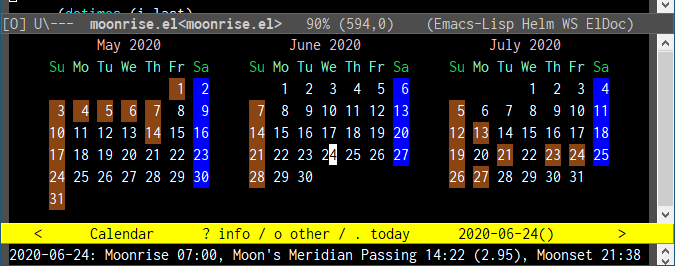 (datimes (i last)
[O] U\--- moonrise.el<moonrise.el> 90% (594,0) (Emacs-Lisp Helm WS ElDoc)
May 2020 June 2020 July 2020
Su Mo Tu We Th Fr Sa Su Mo Tu We Th Fr Sa Su Mo Tu We Th Fr Sa
1 2 1 2 3 4 5 6 1 2 3 4
3 4 5 6 7 8 9 7 8 9 10 11 12 13 5 6 7 8 9 10 11
10 11 12 13 14 15 16 14 15 16 17 18 19 20 12 13 14 15 16 17 18
17 18 19 20 21 22 23 21 22 23 24 25 26 27 19 20 21 22 23 24 25
24 25 26 27 28 29 30 28 29 30 26 27 28 29 30 31
31
< Calendar ? info / o other / . today 2020-06-24() >
2020-06-24: Moonrise 07:00, Moon's Meridian Passing 14:22 (2.95), Moonset 21:38